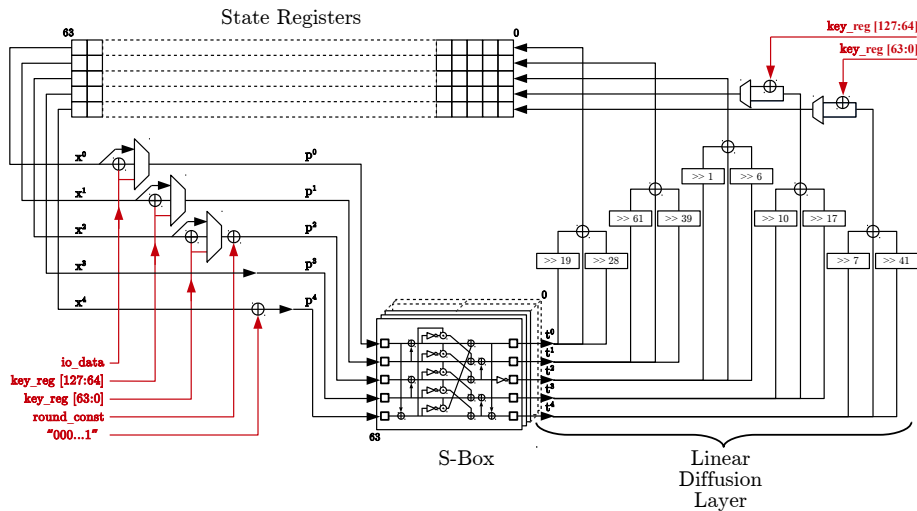 State Registers
63
0
key_reg [127:64]
key_reg [63:0]
x⁰
p⁰
x¹
p¹
x²
p²
x³
p³
x⁴
p⁴
>> 1
>> 6
>> 61
>> 39
>> 10
>> 17
>> 19
>> 28
>> 7
>> 41
0
t⁰
t¹
t²
t³
t⁴
io_data
key_reg [127:64]
key_reg [63:0]
round_const
"000...1"
63
S-Box
Linear
Diffusion
Layer